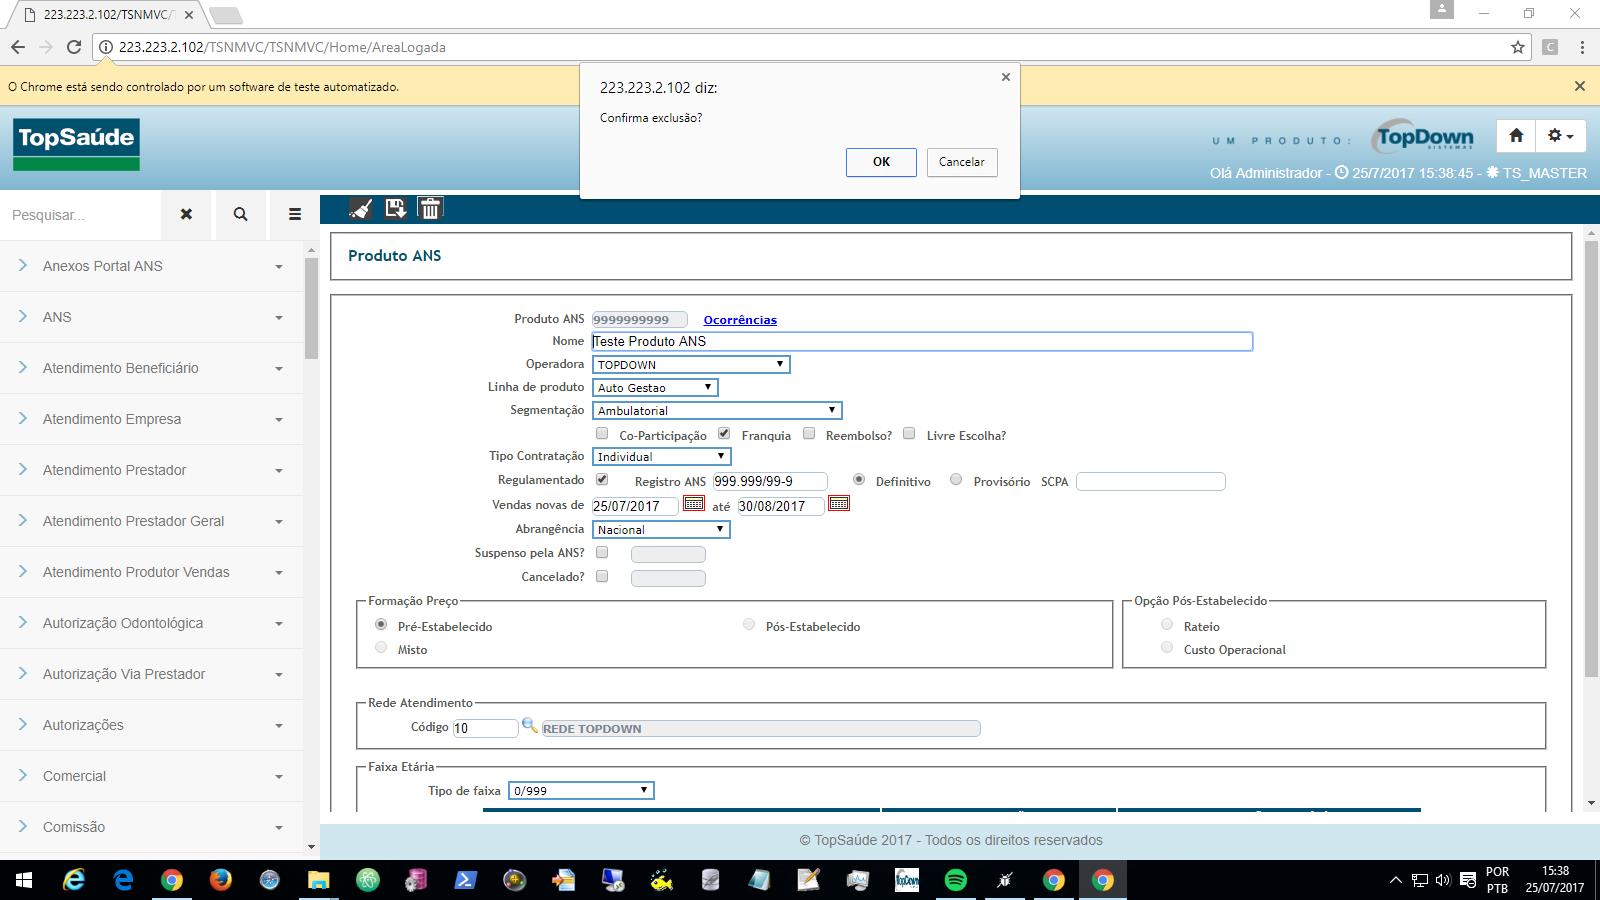 223.223.2.102/TSNMVC/T
223.223.2.102/TSNMVC/TSNMVC/Home/AreaLogada
C
O Chrome está sendo controlado por um software de teste automatizado.
223.223.2.102 diz:
Confirma exclusão?
OK
Cancelar
TopSaúde
UM PRODUTO:
TopDown
SISTEMAS
Olá Administrador - 25/7/2017 15:38:45 - TS_MASTER
Pesquisar...
Anexos Portal ANS
ANS
Atendimento Beneficiário
Atendimento Empresa
Atendimento Prestador
Atendimento Prestador Geral
Atendimento Produtor Vendas
Autorização Odontológica
Autorização Via Prestador
Autorizações
Comercial
Comissão
Produto ANS
Produto ANS 9999999999 Ocorrências
Nome Teste Produto ANS
Operadora TOPDOWN
Linha de produto Auto Gestao
Segmentação Ambulatorial
Co-Participação Franquia Reembolso? Livre Escolha?
Tipo Contratação Individual
Regulamentado Registro ANS 999.999/99-9 Definitivo Provisório SCPA
Vendas novas de 25/07/2017 até 30/08/2017
Abrangência Nacional
Suspenso pela ANS?
Cancelado?
Formação Preço
Pré-Estabelecido Pós-Estabelecido
Misto
Opção Pós-Estabelecido
Rateio
Custo Operacional
Rede Atendimento
Código 10 REDE TOPDOWN
Faixa Etária
Tipo de faixa 0/999
© TopSaúde 2017 - Todos os direitos reservados
TopDown
POR
PTB
15:38
25/07/2017